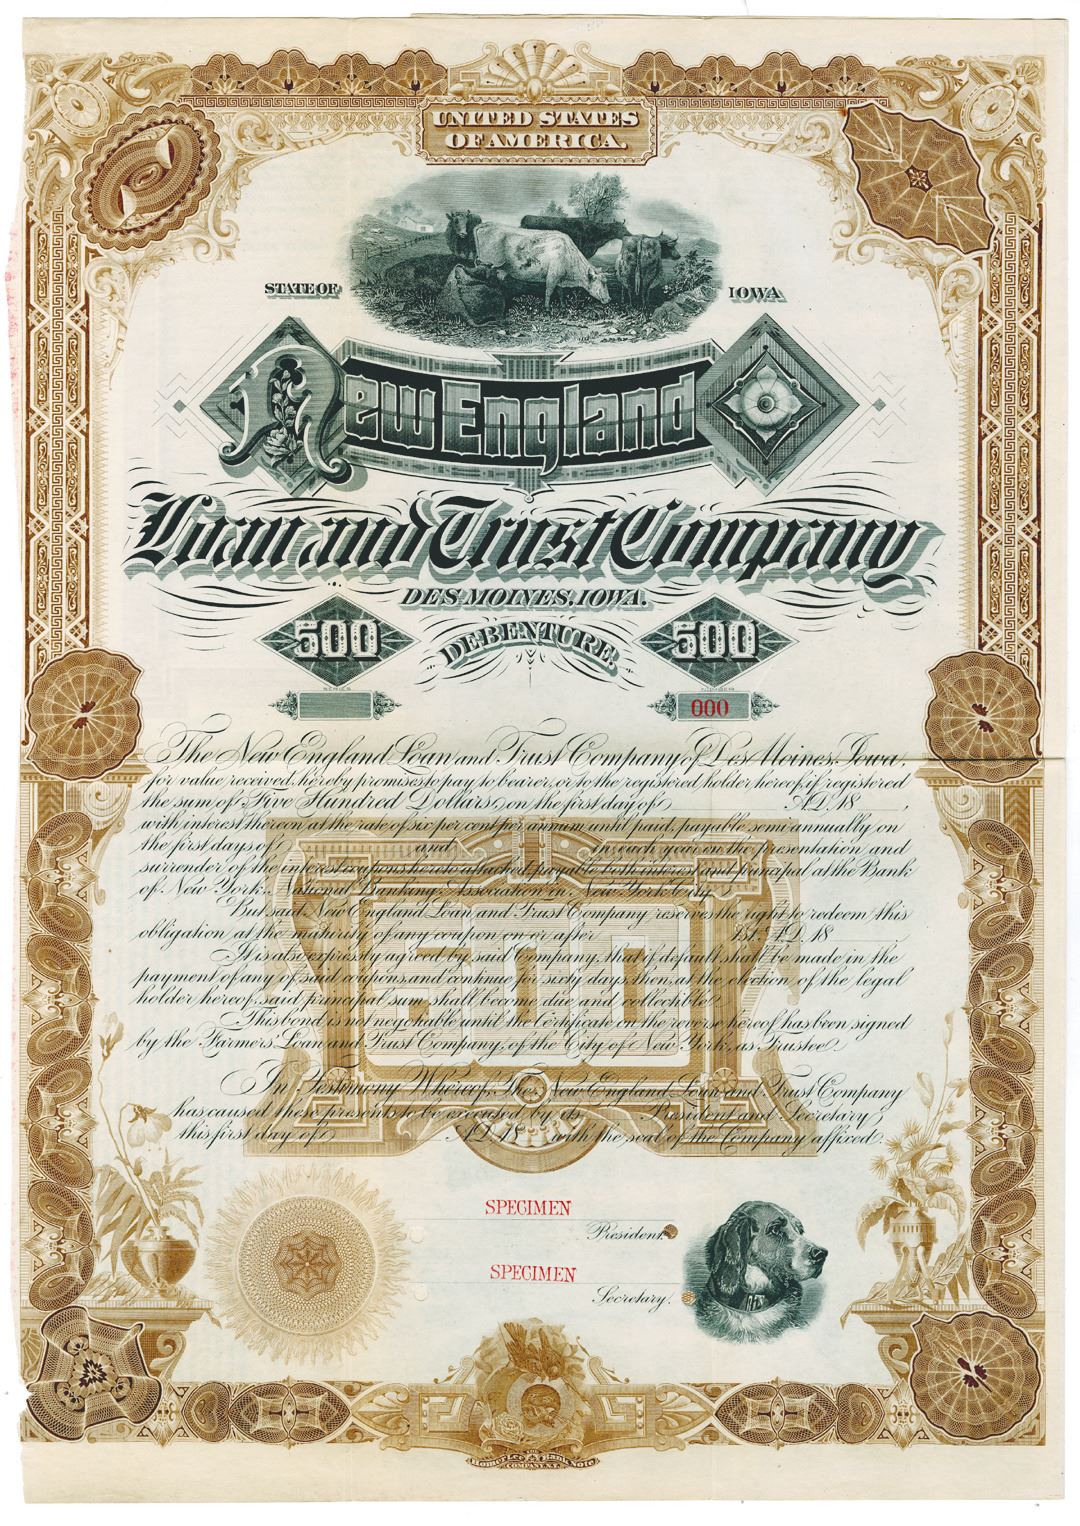 UNITED STATES
OF AMERICA.
STATE OF IOWA
New England
Loan and Trust Company
DES MOINES, IOWA.
500 DEBENTURE. 500
SERIES NUMBER
000
The New England Loan and Trust Company of Des Moines, Iowa,
for value received, hereby promises to pay to bearer, or to the registered holder hereof, if registered
the sum of Five Hundred Dollars, on the first day of A.D. 18 ,
with interest thereon at the rate of six per cent per annum until paid, payable semi annually on
the first days of and in each year, on the presentation and
surrender of the interest coupons hereto attached, payable both interest and principal at the Bank
of New York, National Banking Association in New York City.
But said New England Loan and Trust Company reserves the right to redeem this
obligation at the maturity of any coupon on or after 1st, A.D. 18
It is also expressly agreed by said Company, that if default shall be made in the
payment of any of said coupons, and continue for sixty days, then, at the election of the legal
holder hereof, said principal sum shall become due and collectible.
500
This bond is not negotiable until the Certificate on the reverse hereof has been signed
by the Farmers Loan and Trust Company, of the City of New York, as Trustee.
In Testimony Whereof, The New England Loan and Trust Company
has caused these presents to be executed by its President and Secretary
this first day of A.D. 18 with the seal of the Company affixed.
SPECIMEN
President.
SPECIMEN
Secretary.
THE
Homer Lee Bank Note
COMPANY, N.Y.